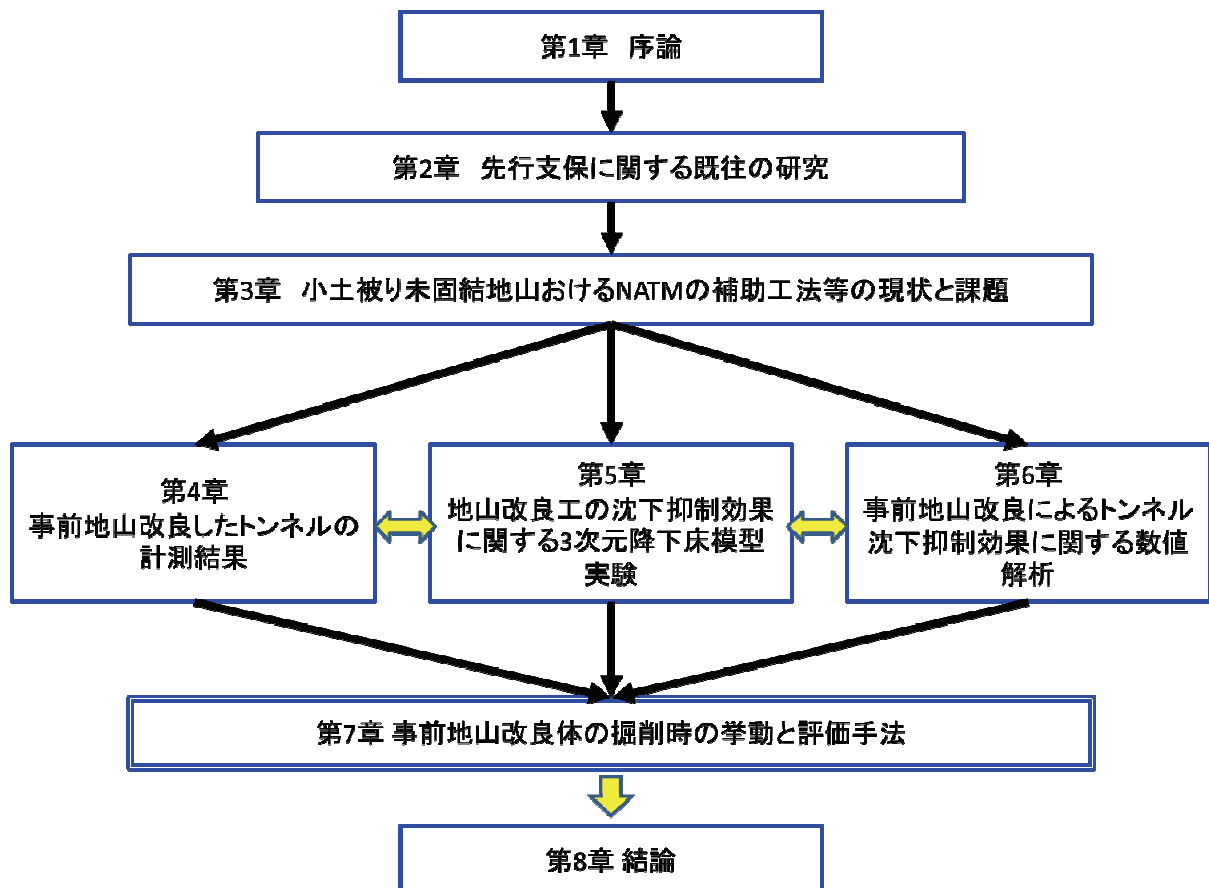 第1章 序論
第2章 先行支保に関する既往の研究
第3章 小土被り未固結地山おけるNATMの補助工法等の現状と課題
第4章
事前地山改良したトンネルの
計測結果
第5章
地山改良工の沈下抑制効果
に関する3次元降下床模型
実験
第6章
事前地山改良によるトンネル
沈下抑制効果に関する数値
解析
第7章 事前地山改良体の掘削時の挙動と評価手法
第8章 結論